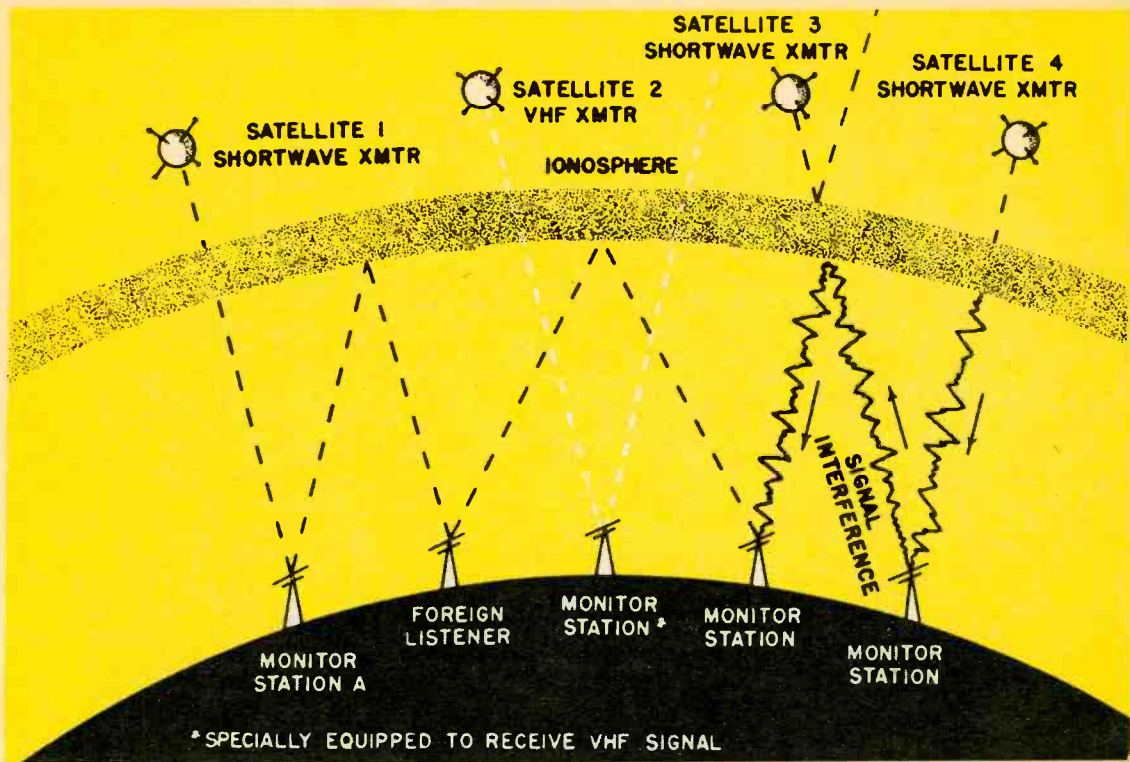 SATELLITE 1
SHORTWAVE XMTR
SATELLITE 2
VHF XMTR
SATELLITE 3
SHORTWAVE XMTR
SATELLITE 4
SHORTWAVE XMTR
IONOSPHERE
SIGNAL
INTERFERENCE
MONITOR
STATION A
FOREIGN
LISTENER
MONITOR
STATION *
MONITOR
STATION
MONITOR
STATION
*SPECIALLY EQUIPPED TO RECEIVE VHF SIGNAL